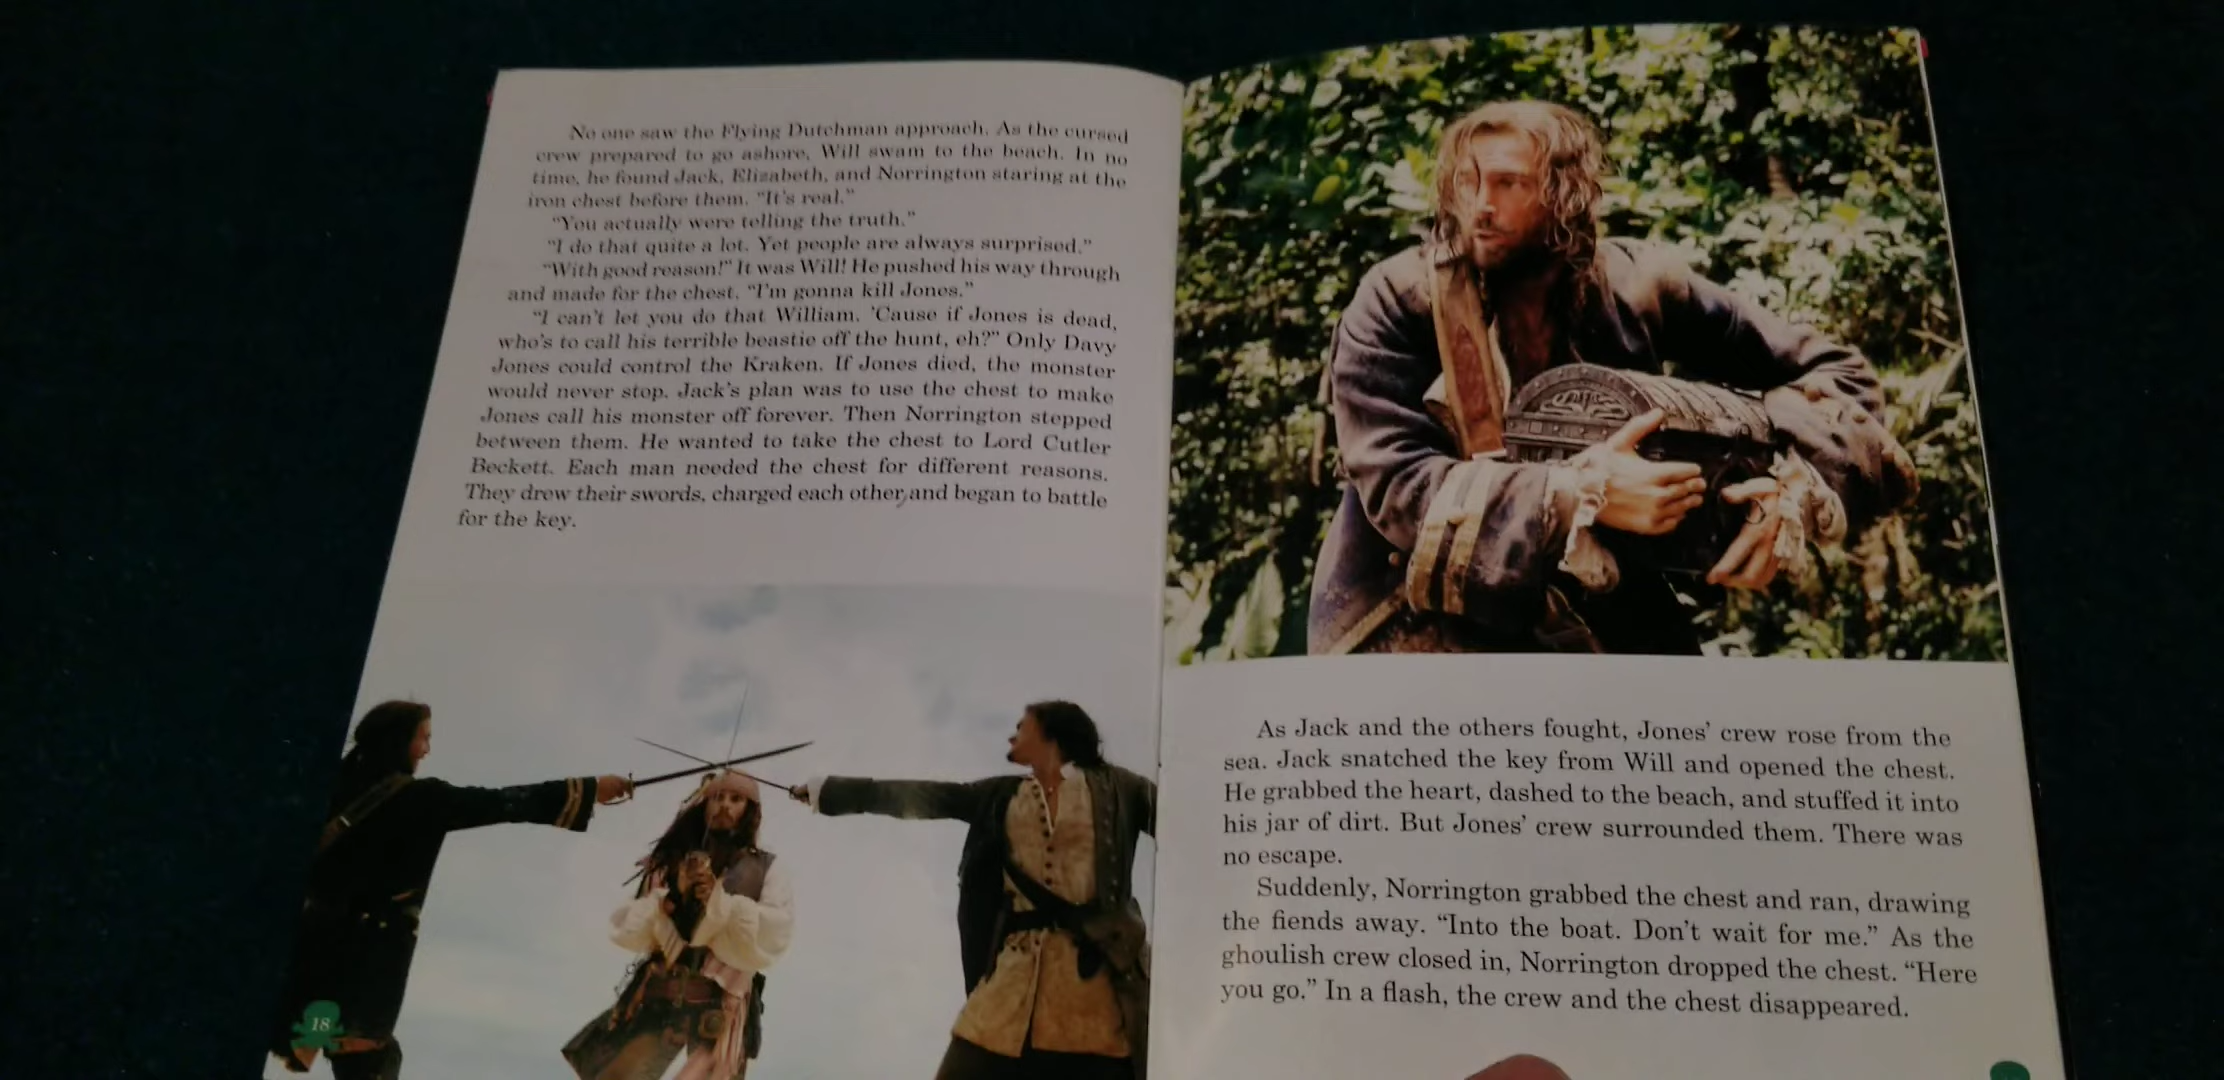 No one saw the Flying Dutchman approach. As the cursed
crew prepared to go ashore, Will swam to the beach. In no
time, he found Jack, Elizabeth, and Norrington staring at the
iron chest before them. “It’s real.”
“You actually were telling the truth.”
“I do that quite a lot. Yet people are always surprised.”
“With good reason!” It was Will! He pushed his way through
and made for the chest. “I’m gonna kill Jones.”
“I can’t let you do that William. ’Cause if Jones is dead,
who’s to call his terrible beastie off the hunt, eh?” Only Davy
Jones could control the Kraken. If Jones died, the monster
would never stop. Jack’s plan was to use the chest to make
Jones call his monster off forever. Then Norrington stepped
between them. He wanted to take the chest to Lord Cutler
Beckett. Each man needed the chest for different reasons.
They drew their swords, charged each other, and began to battle
for the key.
18
As Jack and the others fought, Jones’ crew rose from the
sea. Jack snatched the key from Will and opened the chest.
He grabbed the heart, dashed to the beach, and stuffed it into
his jar of dirt. But Jones’ crew surrounded them. There was
no escape.
Suddenly, Norrington grabbed the chest and ran, drawing
the fiends away. “Into the boat. Don’t wait for me.” As the
ghoulish crew closed in, Norrington dropped the chest. “Here
you go.” In a flash, the crew and the chest disappeared.